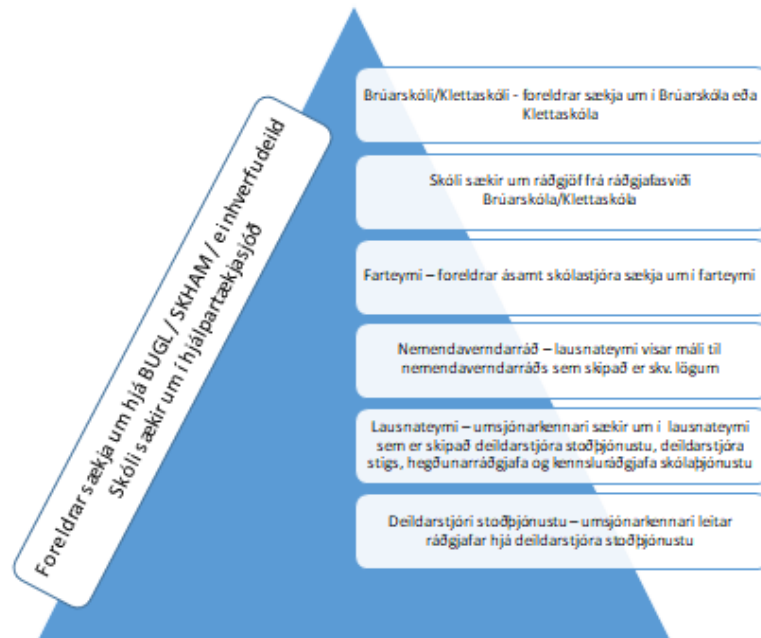 Foreldrar sækja um hjá BUGL / SKHAM / einhverfudeild
Skóli sækir um í hjálpartækjasjóð
Brúarskóli/Klettaskóli - foreldrar sækja um í Brúarskóla eða
Klettaskóla
Skóli sækir um ráðgjöf frá ráðgjafasviði
Brúarskóla/Klettaskóla
Farteymi – foreldrar ásamt skólastjóra sækja um í farteymi
Nemendaverndarráð – lausnateymi vísar máli til
nemendaverndarráðs sem skipað er skv. lögum
Lausnateymi – umsjónarkennari sækir um í lausnateymi
sem er skipað deildarstjóra stoðþjónustu, deildarstjóra
stigs, hegðunarráðgjafa og kennsluráðgjafa skólaþjónustu
Deildarstjóri stoðþjónustu – umsjónarkennari leitar
ráðgjafar hjá deildarstjóra stoðþjónustu